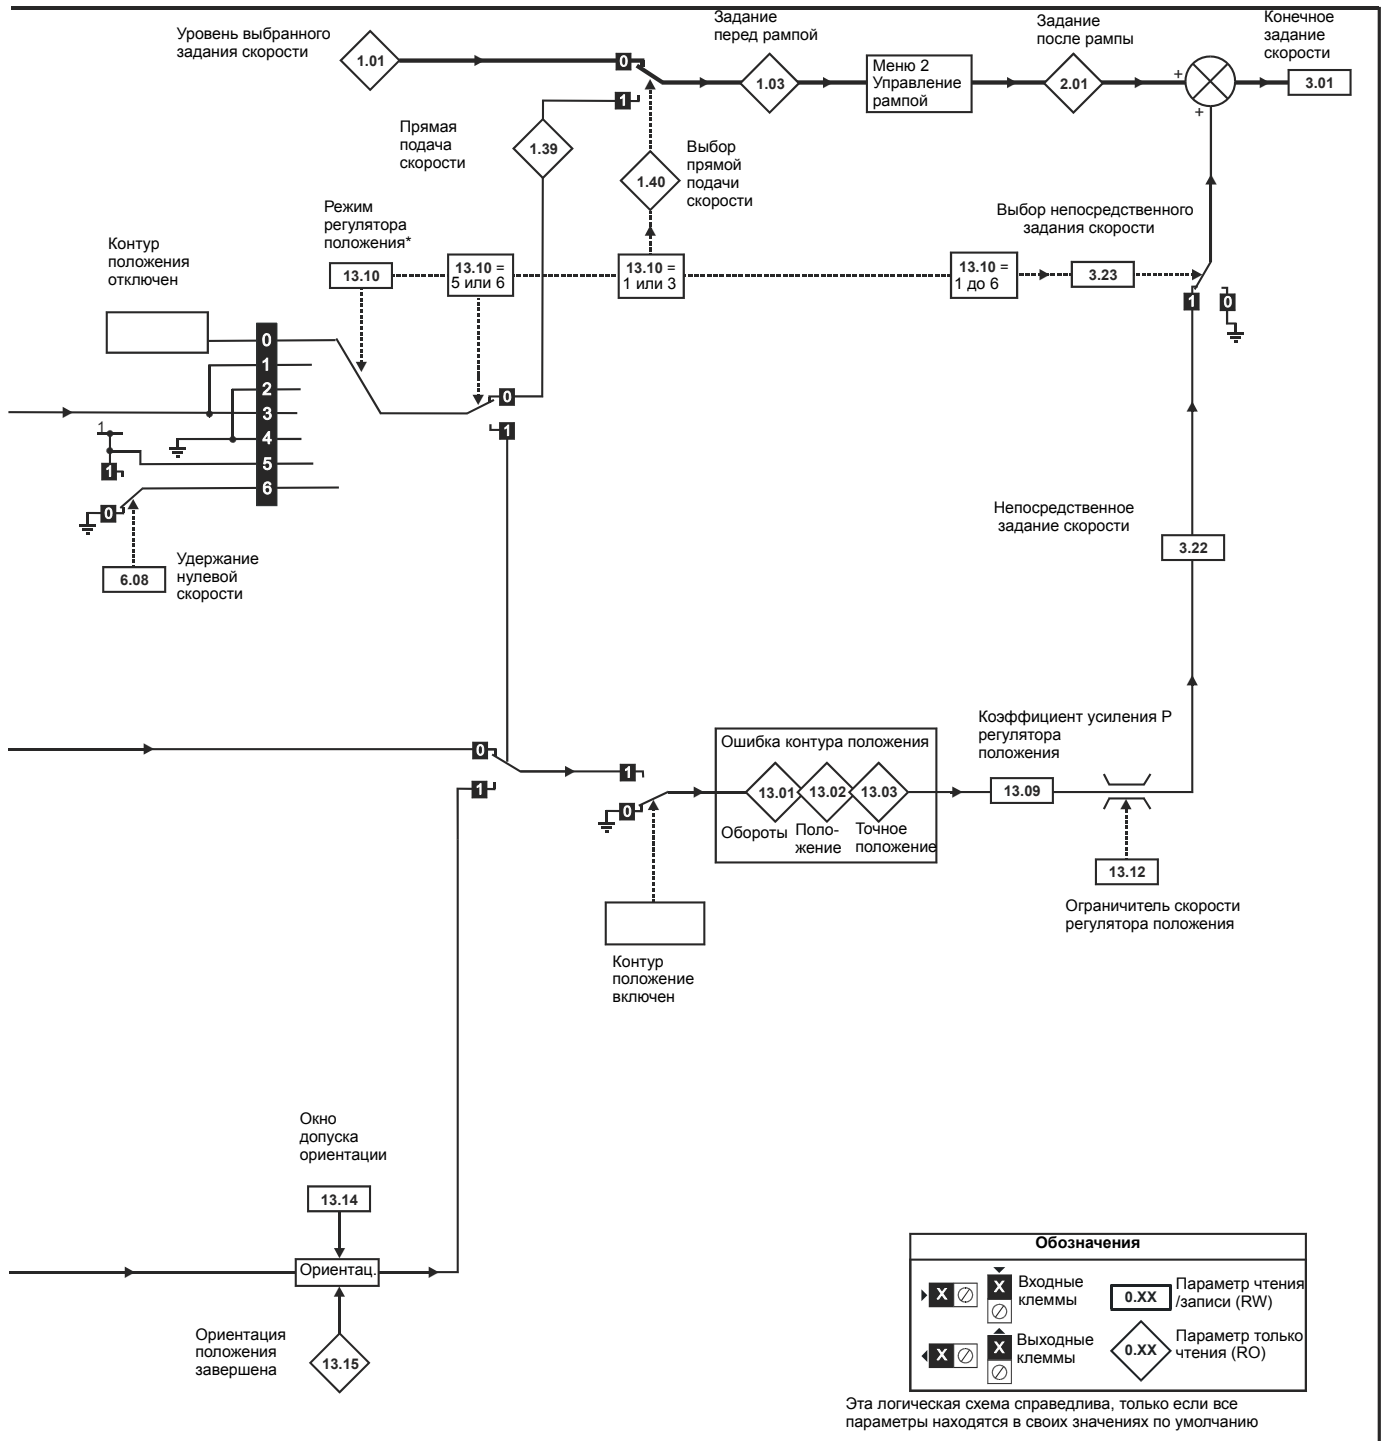 Уровень выбранного
задания скорости
1.01
0
1
Задание
перед рампой
1.03
Меню 2
Управление
рампой
Задание
после рампы
2.01
+
+
Конечное
задание
скорости
3.01
Прямая
подача
скорости
1.39
1.40
Выбор
прямой
подачи
скорости
Режим
регулятора
положения*
13.10
13.10 =
5 или 6
13.10 =
1 или 3
13.10 =
1 до 6
3.23
Выбор непосредственного
задания скорости
1
0
Контур
положения
отключен
0
1
2
3
4
5
6
0
1
1
1
0
6.08
Удержание
нулевой
скорости
Непосредственное
задание скорости
3.22
0
1
1
0
Ошибка контура положения
13.01
13.02
13.03
Обороты
Поло-
жение
Точное
положение
Коэффициент усиления P
регулятора
положения
13.09
13.12
Ограничитель скорости
регулятора положения
Контур
положение
включен
Окно
допуска
ориентации
13.14
Ориентац.
Ориентация
положения
завершена
13.15
Обозначения
X
X
Входные
клеммы
0.XX
Параметр чтения
/записи (RW)
X
X
Выходные
клеммы
0.XX
Параметр только
чтения (RO)
Эта логическая схема справедлива, только если все
параметры находятся в своих значениях по умолчанию